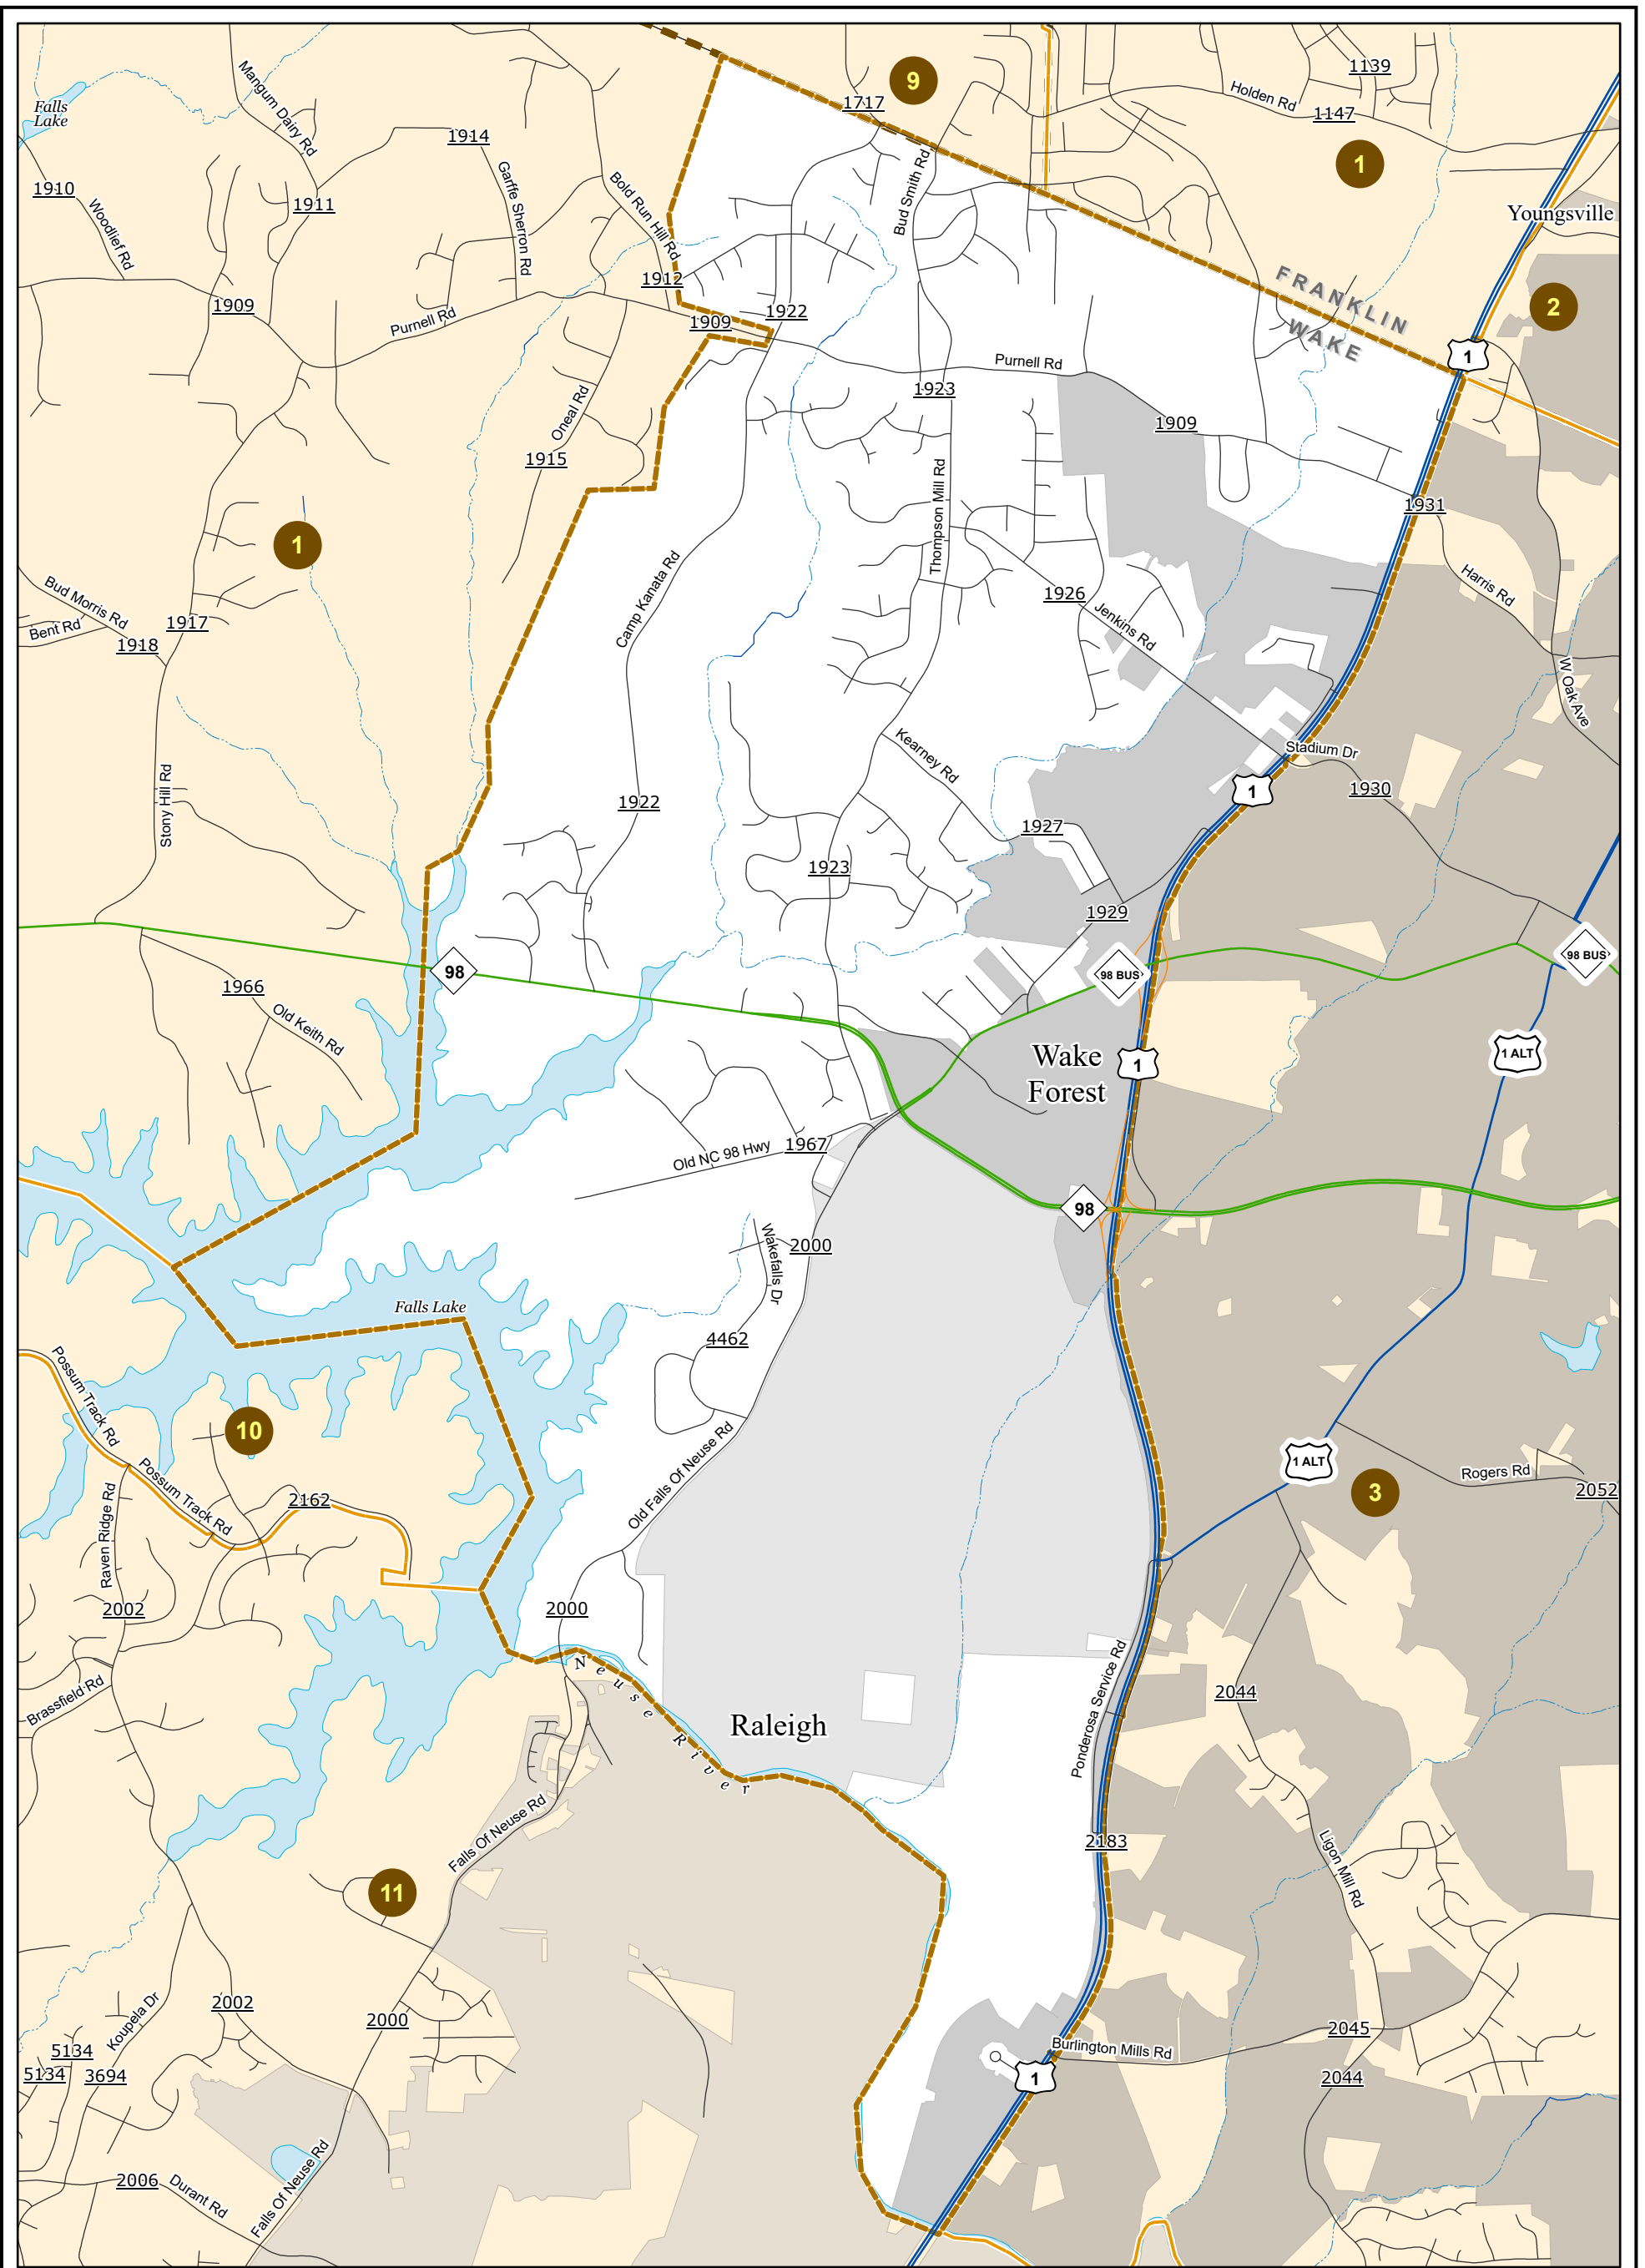 9
1139
Holden Rd
1147
1717
Falls
Lake
Mangum Dairy Rd
1914
Garffe Sherron Rd
Bold Run Hill Rd
Bud Smith Rd
1
1910
Woodlief Rd
1911
Youngsville
1912
FRANKLIN
WAKE
2
1909
Purnell Rd
1909
1922
1
Purnell Rd
1923
1909
Oneal Rd
1915
Thompson Mill Rd
1931
1
Camp Kanata Rd
Harris Rd
Bud Morris Rd
Bent Rd
1917
1918
1926
Jenkins Rd
W Oak Ave
Kearney Rd
Stadium Dr
1
1930
Stony Hill Rd
1922
1927
1923
1929
98
98 BUS
98 BUS
1966
Old Keith Rd
Wake
Forest
1
1 ALT
Old NC 98 Hwy
1967
98
Wakefalls Dr
2000
Falls Lake
4462
Possum Track Rd
10
Possum Track Rd
Old Falls Of Neuse Rd
1 ALT
Rogers Rd
3
2052
2162
Raven Ridge Rd
2002
2000
Neuse River
Brassfield Rd
Raleigh
Ponderosa Service Rd
2044
Falls Of Neuse Rd
2183
Ligon Mill Rd
11
Koupela Dr
2002
2000
5134
5134
3694
2045
Burlington Mills Rd
1
2044
2006
Durant Rd
Falls Of Neuse Rd